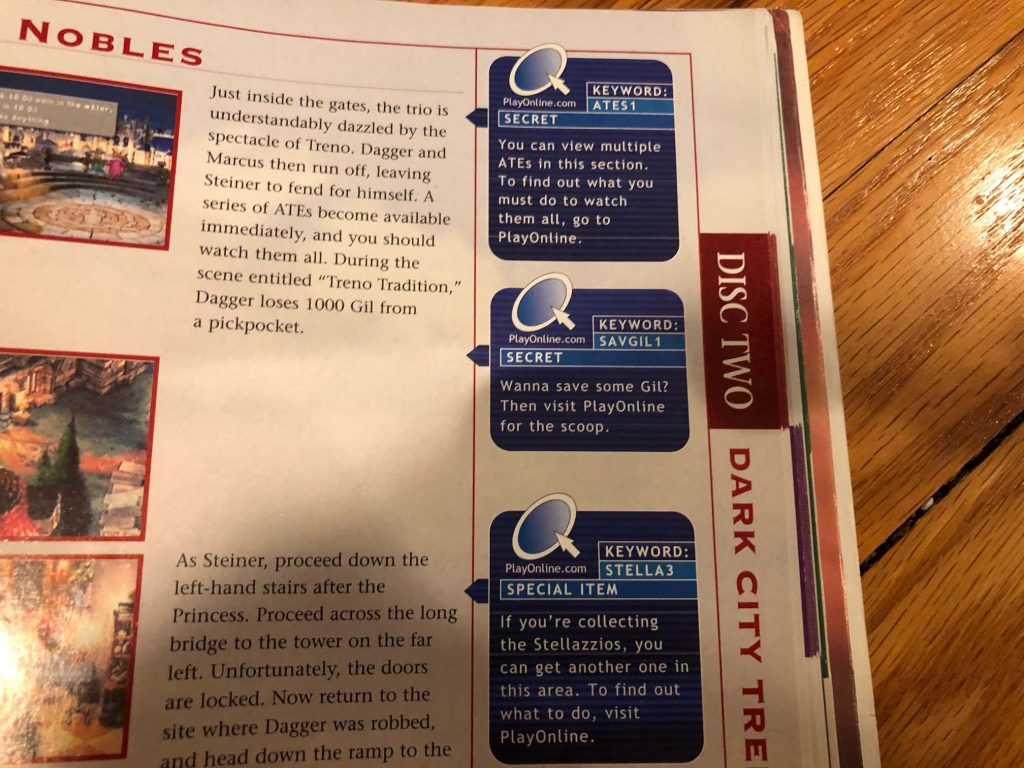 NOBLES
Just inside the gates, the trio is
understandably dazzled by the
spectacle of Treno. Dagger and
Marcus then run off, leaving
Steiner to fend for himself. A
series of ATEs become available
immediately, and you should
watch them all. During the
scene entitled “Treno Tradition,”
Dagger loses 1000 Gil from
a pickpocket.
As Steiner, proceed down the
left-hand stairs after the
Princess. Proceed across the long
bridge to the tower on the far
left. Unfortunately, the doors
are locked. Now return to the
site where Dagger was robbed,
and head down the ramp to the
PlayOnline.com
KEYWORD:
ATES1
SECRET
You can view multiple
ATEs in this section.
To find out what you
must do to watch
them all, go to
PlayOnline.
PlayOnline.com
KEYWORD:
SAVGIL1
SECRET
Wanna save some Gil?
Then visit PlayOnline
for the scoop.
PlayOnline.com
KEYWORD:
STELLA3
SPECIAL ITEM
If you’re collecting
the Stellazzios, you
can get another one in
this area. To find out
what to do, visit
PlayOnline.
DISC TWO
DARK CITY TRE